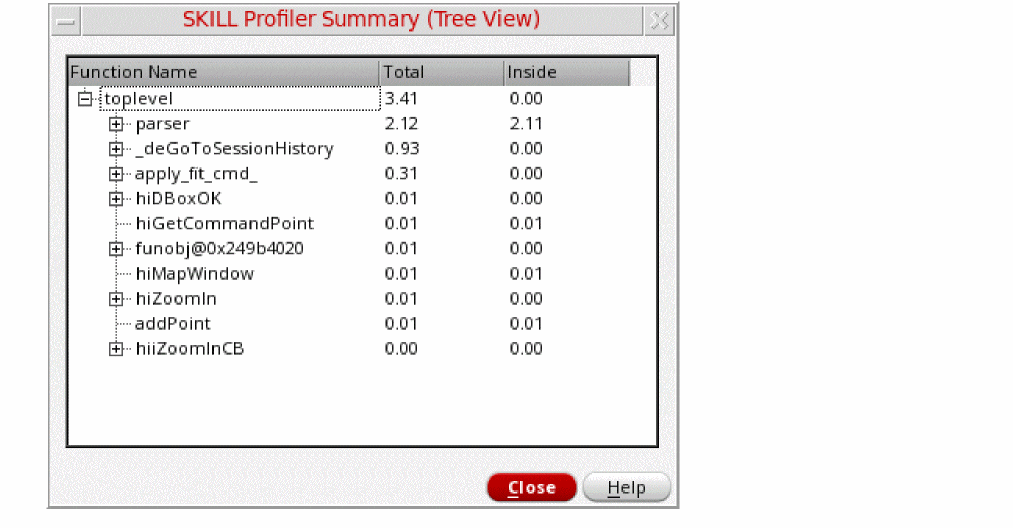 SKILL Profiler Summary (Tree View)
Function Name Total Inside
toplevel 3.41 0.00
parser 2.12 2.11
_deGoToSessionHistory 0.93 0.00
apply_fit_cmd_ 0.31 0.00
hiDBoxOK 0.01 0.00
hiGetCommandPoint 0.01 0.01
funobj@0x249b4020 0.01 0.00
hiMapWindow 0.01 0.01
hiZoomIn 0.01 0.00
addPoint 0.01 0.01
hiiZoomInCB 0.00 0.00
Close Help